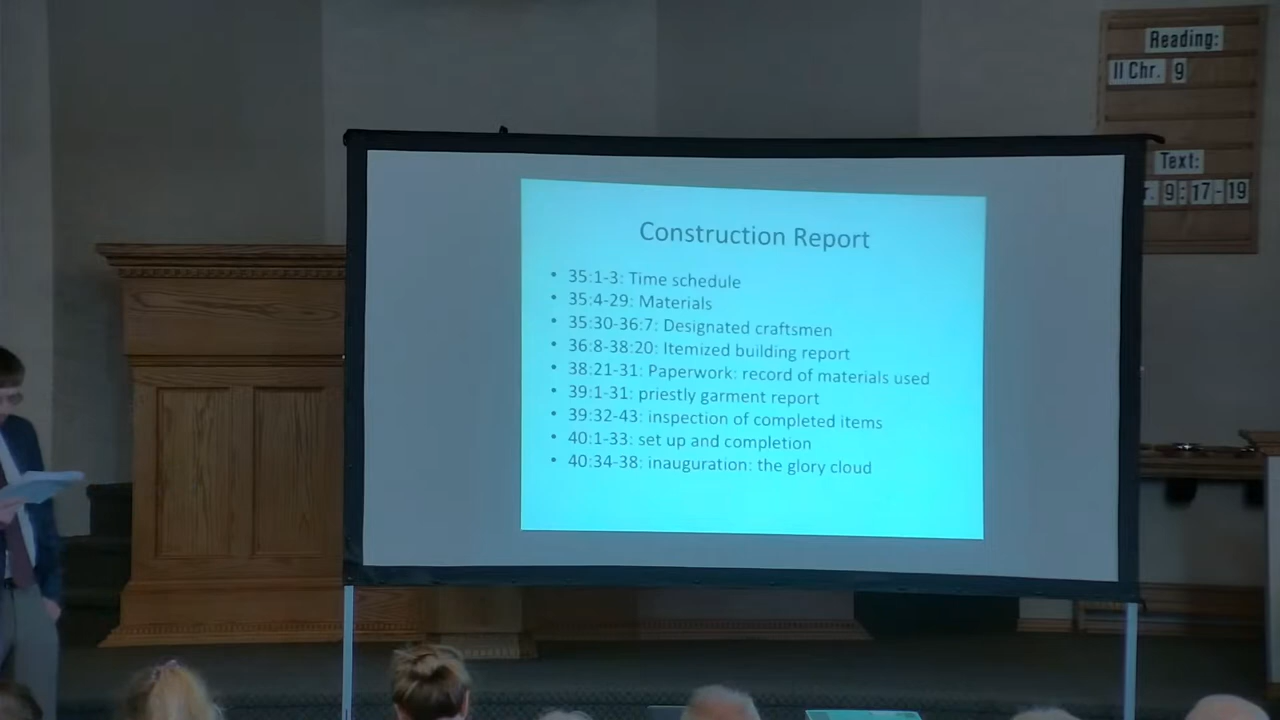 Construction Report
• 35:1-3: Time schedule
• 35:4-29: Materials
• 35:30-36:7: Designated craftsmen
• 36:8-38:20: Itemized building report
• 38:21-31: Paperwork: record of materials used
• 39:1-31: priestly garment report
• 39:32-43: inspection of completed items
• 40:1-33: set up and completion
• 40:34-38: inauguration: the glory cloud
Reading:
II Chr. 9
Text:
9:17-19